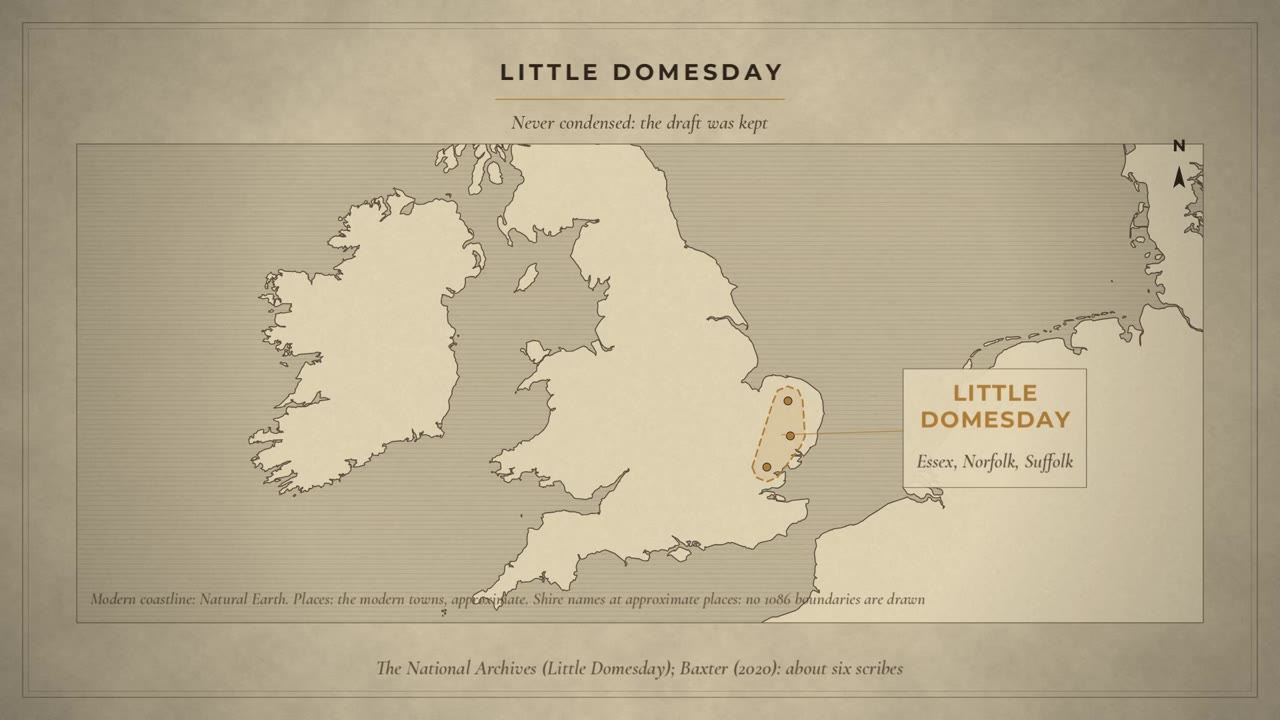 LITTLE DOMESDAY
Never condensed: the draft was kept
N
LITTLE
DOMESDAY
Essex, Norfolk, Suffolk
Modern coastline: Natural Earth. Places: the modern towns, approximate. Shire names at approximate places: no 1086 boundaries are drawn
The National Archives (Little Domesday); Baxter (2020): about six scribes